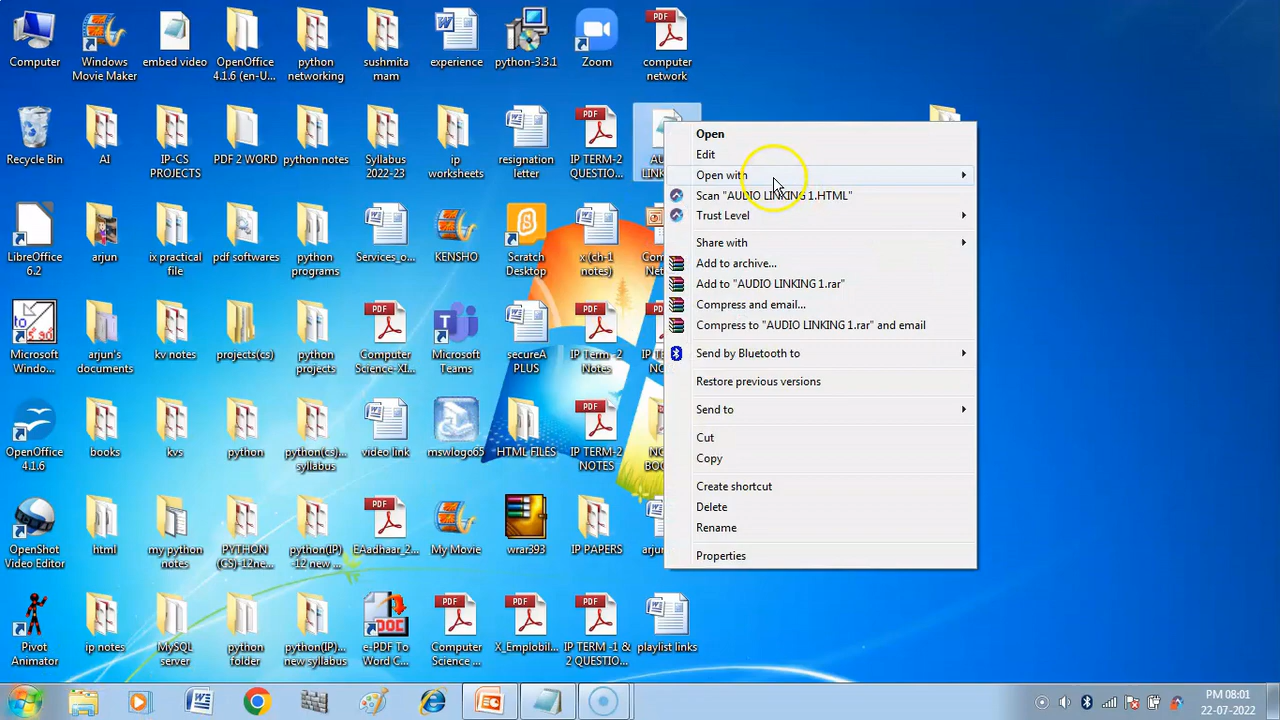 Computer
Windows
Movie Maker
embed video
OpenOffice
4.1.6 (en-U...
python
networking
sushmita
mam
experience
python-3.3.1
Zoom
computer
network
Recycle Bin
AI
IP-CS
PROJECTS
PDF 2 WORD
python notes
Syllabus
2022-23
ip
worksheets
resignation
letter
IP TERM-2
QUESTIO...
LibreOffice
6.2
arjun
ix practical
file
pdf softwares
python
programs
Services_o...
KENSHO
Scratch
Desktop
x (ch-1
notes)
Microsoft
Windo...
arjun's
documents
kv notes
projects(cs)
python
projects
Computer
Science-XI...
Microsoft
Teams
secureA
PLUS
IP Term -2
Notes
OpenOffice
4.1.6
books
kvs
python
python(cs)...
syllabus
video link
mswlogo65
HTML FILES
IP TERM-2
NOTES
OpenShot
Video Editor
html
my python
notes
PYTHON
(CS)-12ne...
python(IP)
-12 new ...
EAadhaar_2...
My Movie
wrar393
IP PAPERS
Pivot
Animator
ip notes
MySQL
server
python
folder
python(IP)...
new syllabus
e-PDF To
Word C...
Computer
Science ...
X_Emplobil...
IP TERM -1 &
2 QUESTIO...
playlist links
Open
Edit
Open with
Scan "AUDIO LINKING 1.HTML"
Trust Level
Share with
Add to archive...
Add to "AUDIO LINKING 1.rar"
Compress and email...
Compress to "AUDIO LINKING 1.rar" and email
Send by Bluetooth to
Restore previous versions
Send to
Cut
Copy
Create shortcut
Delete
Rename
Properties
PM 08:01
22-07-2022